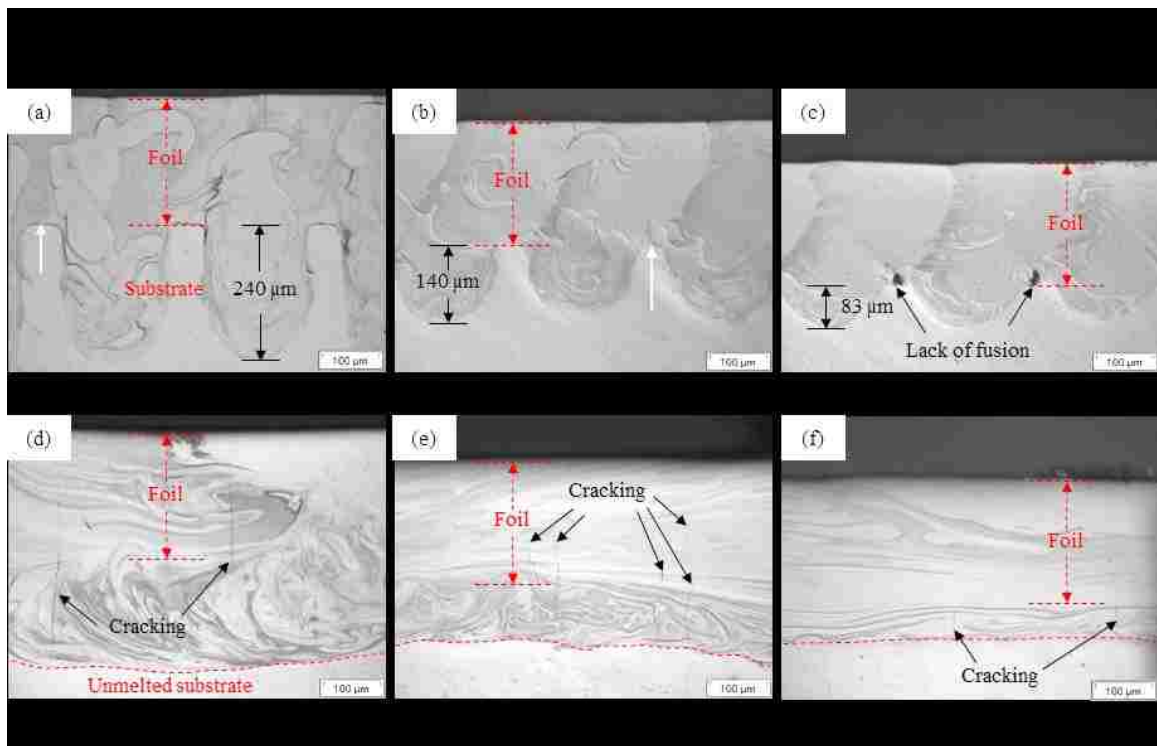 (a)
Foil
Substrate
240 µm
100 µm
(b)
Foil
140 µm
100 µm
(c)
Foil
83 µm
Lack of fusion
100 µm
(d)
Foil
Cracking
Unmelted substrate
100 µm
(e)
Cracking
Foil
100 µm
(f)
Foil
Cracking
100 µm